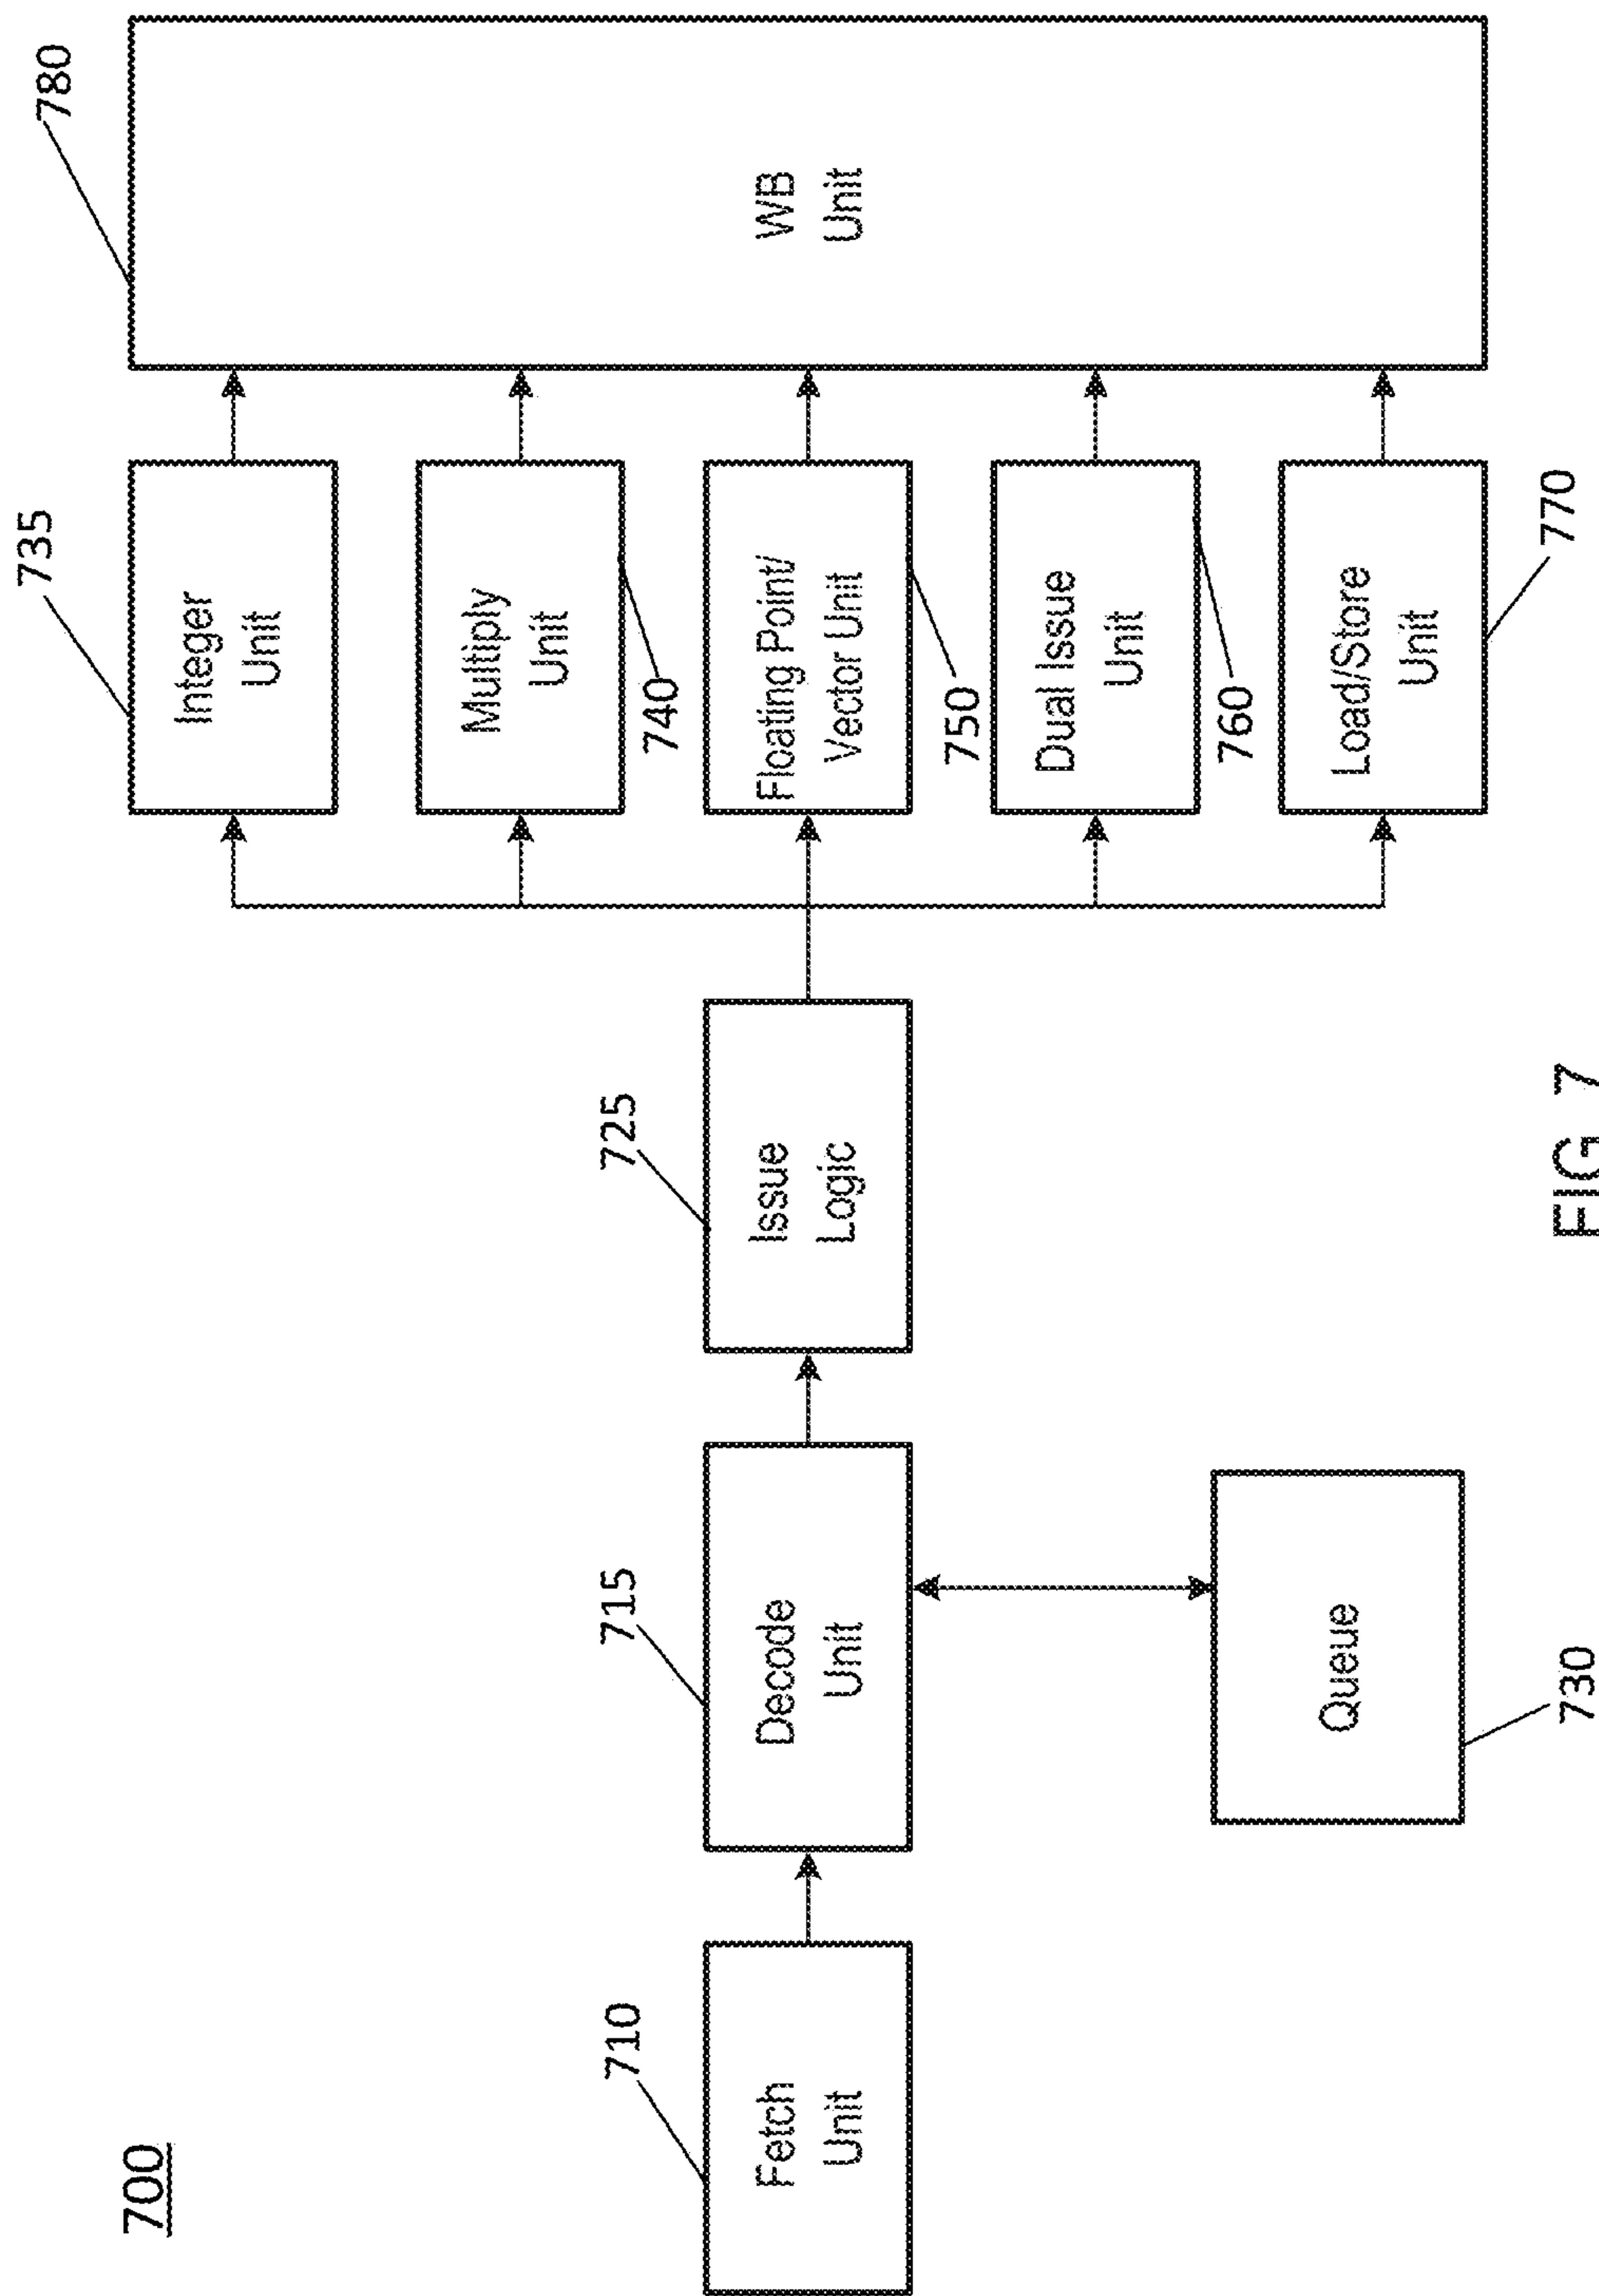 700
710
Fetch
Unit
715
Decode
Unit
Queue
730
725
Issue
Logic
735
Integer
Unit
Multiply
Unit
740
Floating Point/
Vector Unit
750
Dual Issue
Unit
760
Load/Store
Unit
770
780
WB
Unit
FIG 7